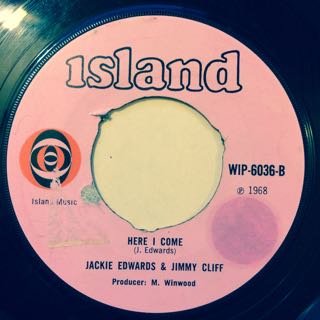 island
WIP-6036-B
℗ 1968
Island Music
HERE I COME
(J. Edwards)
JACKIE EDWARDS & JIMMY CLIFF
Producer: M. Winwood